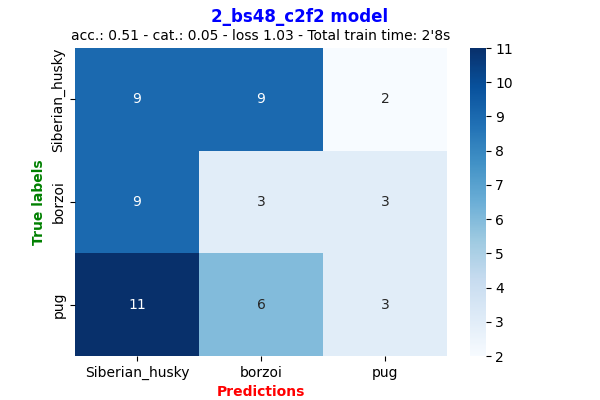 2_bs48_c2f2 model
acc.: 0.51 - cat.: 0.05 - loss 1.03 - Total train time: 2'8s
True labels
Siberian_husky
9 9 2
borzoi
9 3 3
pug
11 6 3
Siberian_husky borzoi pug
Predictions
11
10
9
8
7
6
5
4
3
2